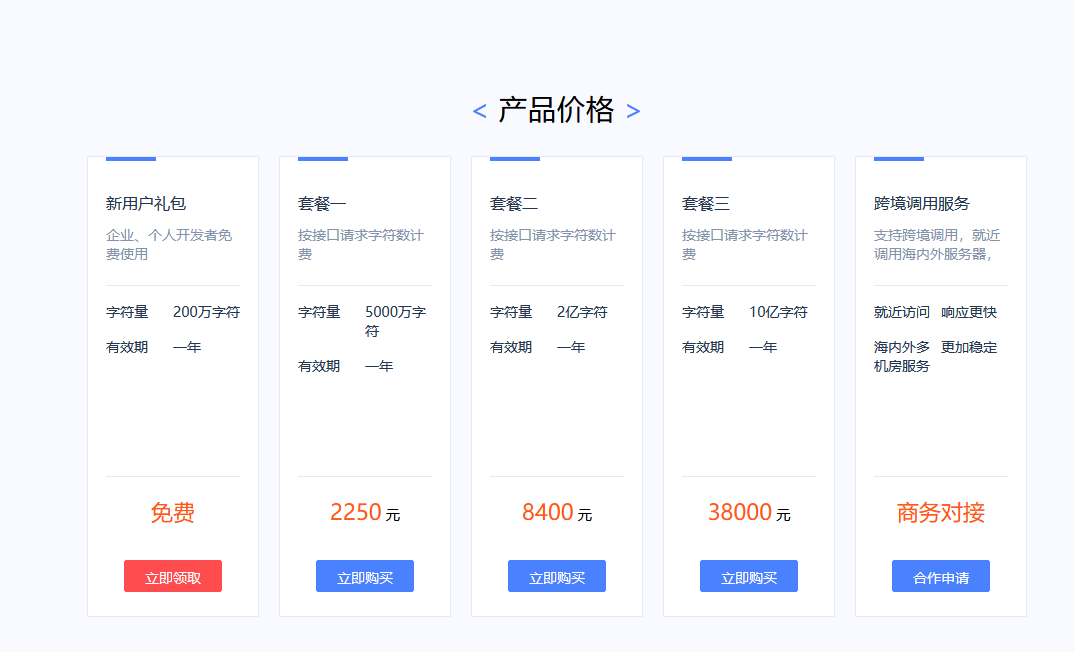 < 产品价格 >
新用户礼包
企业、个人开发者免
费使用
字符量 200万字符
有效期 一年
免费
立即领取
套餐一
按接口请求字符数计
费
字符量 5000万字
符
有效期 一年
2250 元
立即购买
套餐二
按接口请求字符数计
费
字符量 2亿字符
有效期 一年
8400 元
立即购买
套餐三
按接口请求字符数计
费
字符量 10亿字符
有效期 一年
38000 元
立即购买
跨境调用服务
支持跨境调用，就近
调用海内外服务器，
就近访问 响应更快
海内外多 更加稳定
机房服务
商务对接
合作申请